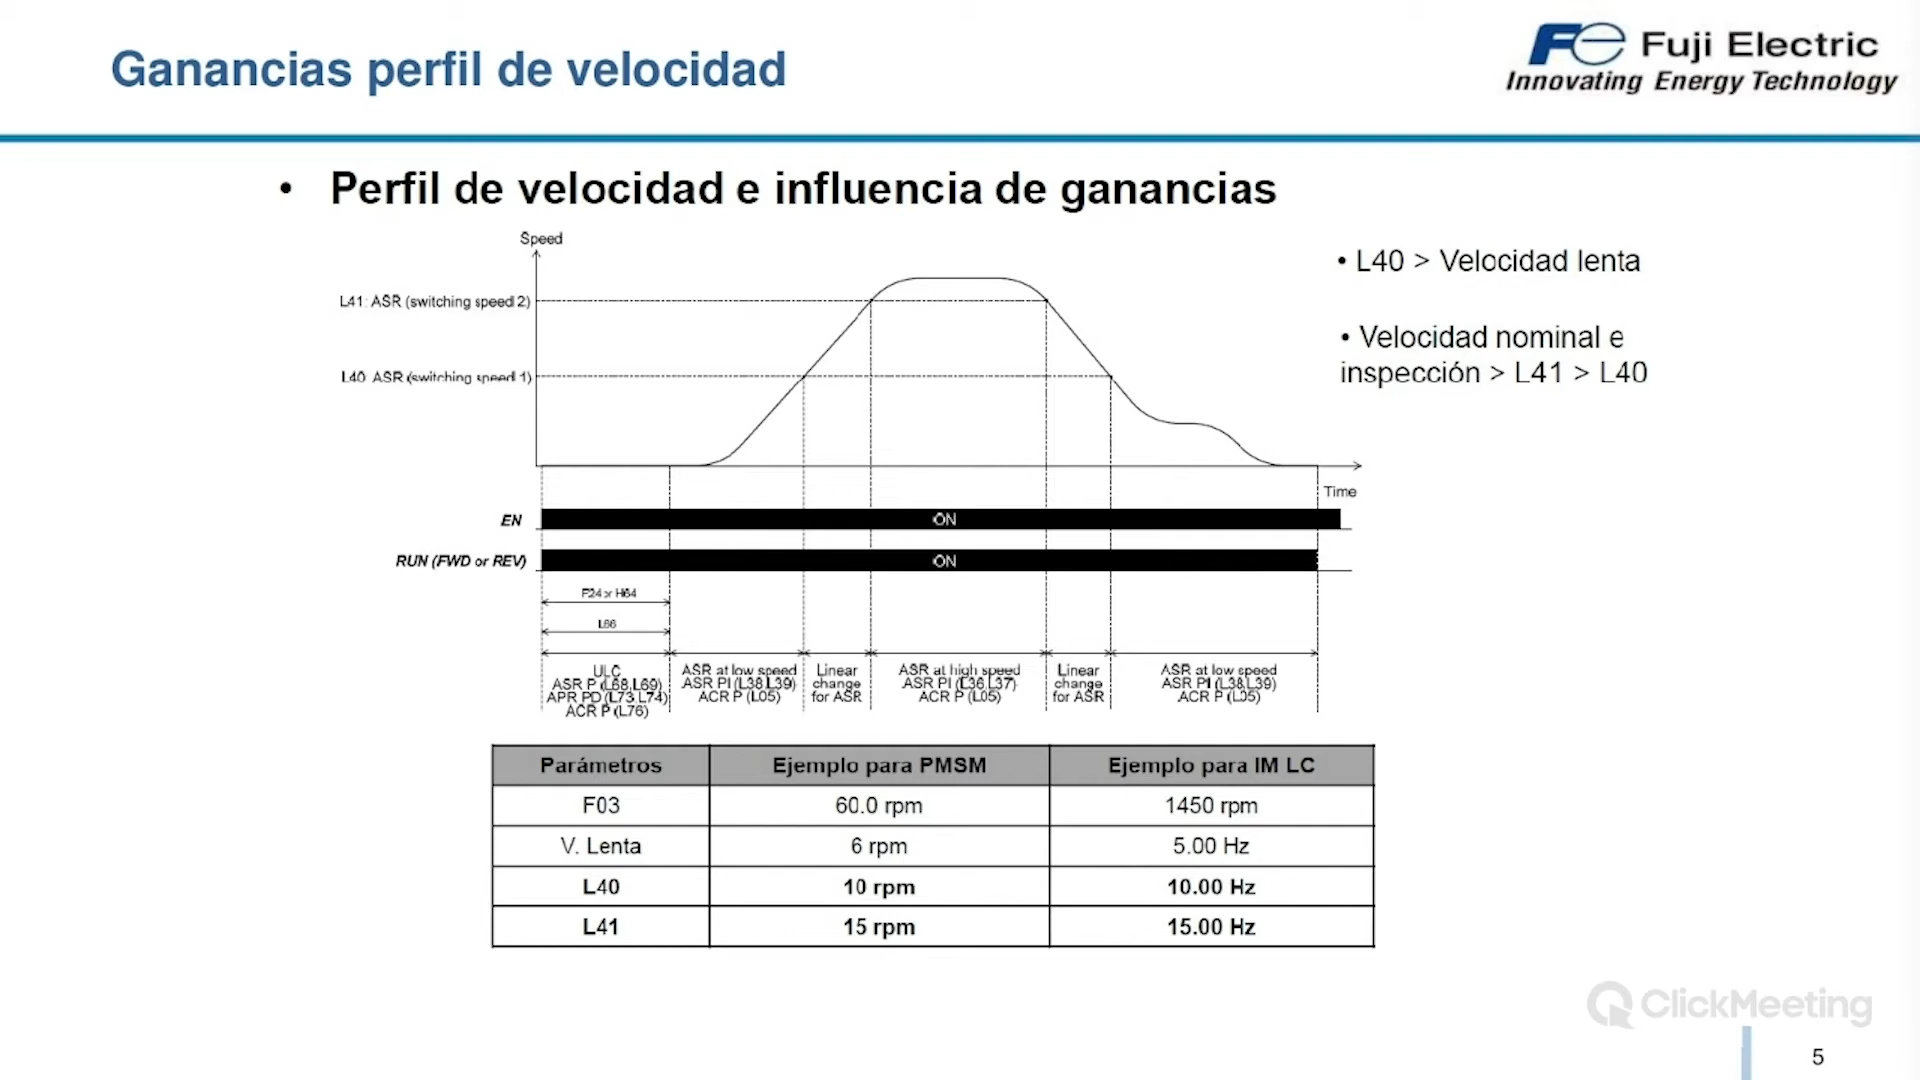 Ganancias perfil de velocidad
Fuji Electric
Innovating Energy Technology
• Perfil de velocidad e influencia de ganancias
Speed
L41: ASR (switching speed 2)
L40: ASR (switching speed 1)
• L40 > Velocidad lenta
• Velocidad nominal e
inspección > L41 > L40
Time
EN
ON
RUN (FWD or REV)
ON
F24 x H64
L66
ULC
ASR P (L68,L69)
APR PD (L73,L74)
ACR P (L76)
ASR at low speed
ASR PI (L38,L39)
ACR P (L05)
Linear
change
for ASR
ASR at high speed
ASR PI (L36,L37)
ACR P (L05)
Linear
change
for ASR
ASR at low speed
ASR PI (L38,L39)
ACR P (L05)
Parámetros Ejemplo para PMSM Ejemplo para IM LC
F03 60.0 rpm 1450 rpm
V. Lenta 6 rpm 5.00 Hz
L40 10 rpm 10.00 Hz
L41 15 rpm 15.00 Hz
ClickMeeting
5